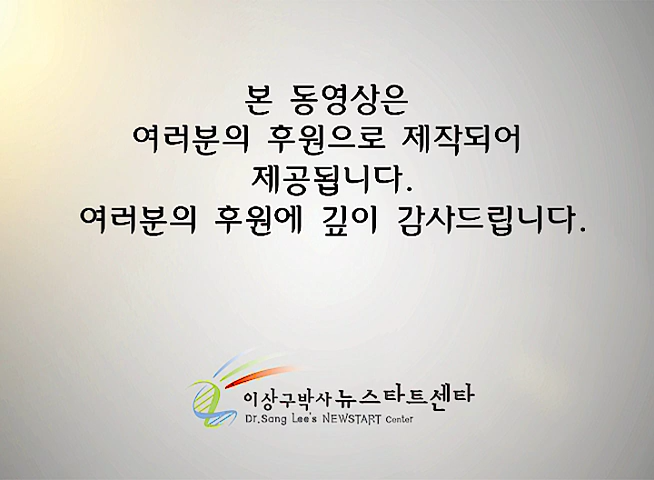 본 동영상은
여러분의 후원으로 제작되어
제공됩니다.
여러분의 후원에 깊이 감사드립니다.
이상구박사 뉴스타트센타
Dr.Sang Lee's NEWSTART Center